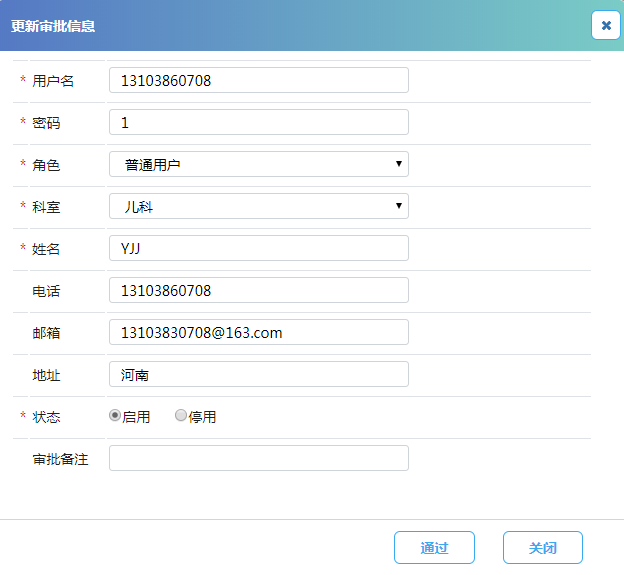 更新审批信息
* 用户名 13103860708
* 密码 1
* 角色 普通用户
* 科室 儿科
* 姓名 YJJ
电话 13103860708
邮箱 13103830708@163.com
地址 河南
* 状态 启用 停用
审批备注
通过 关闭